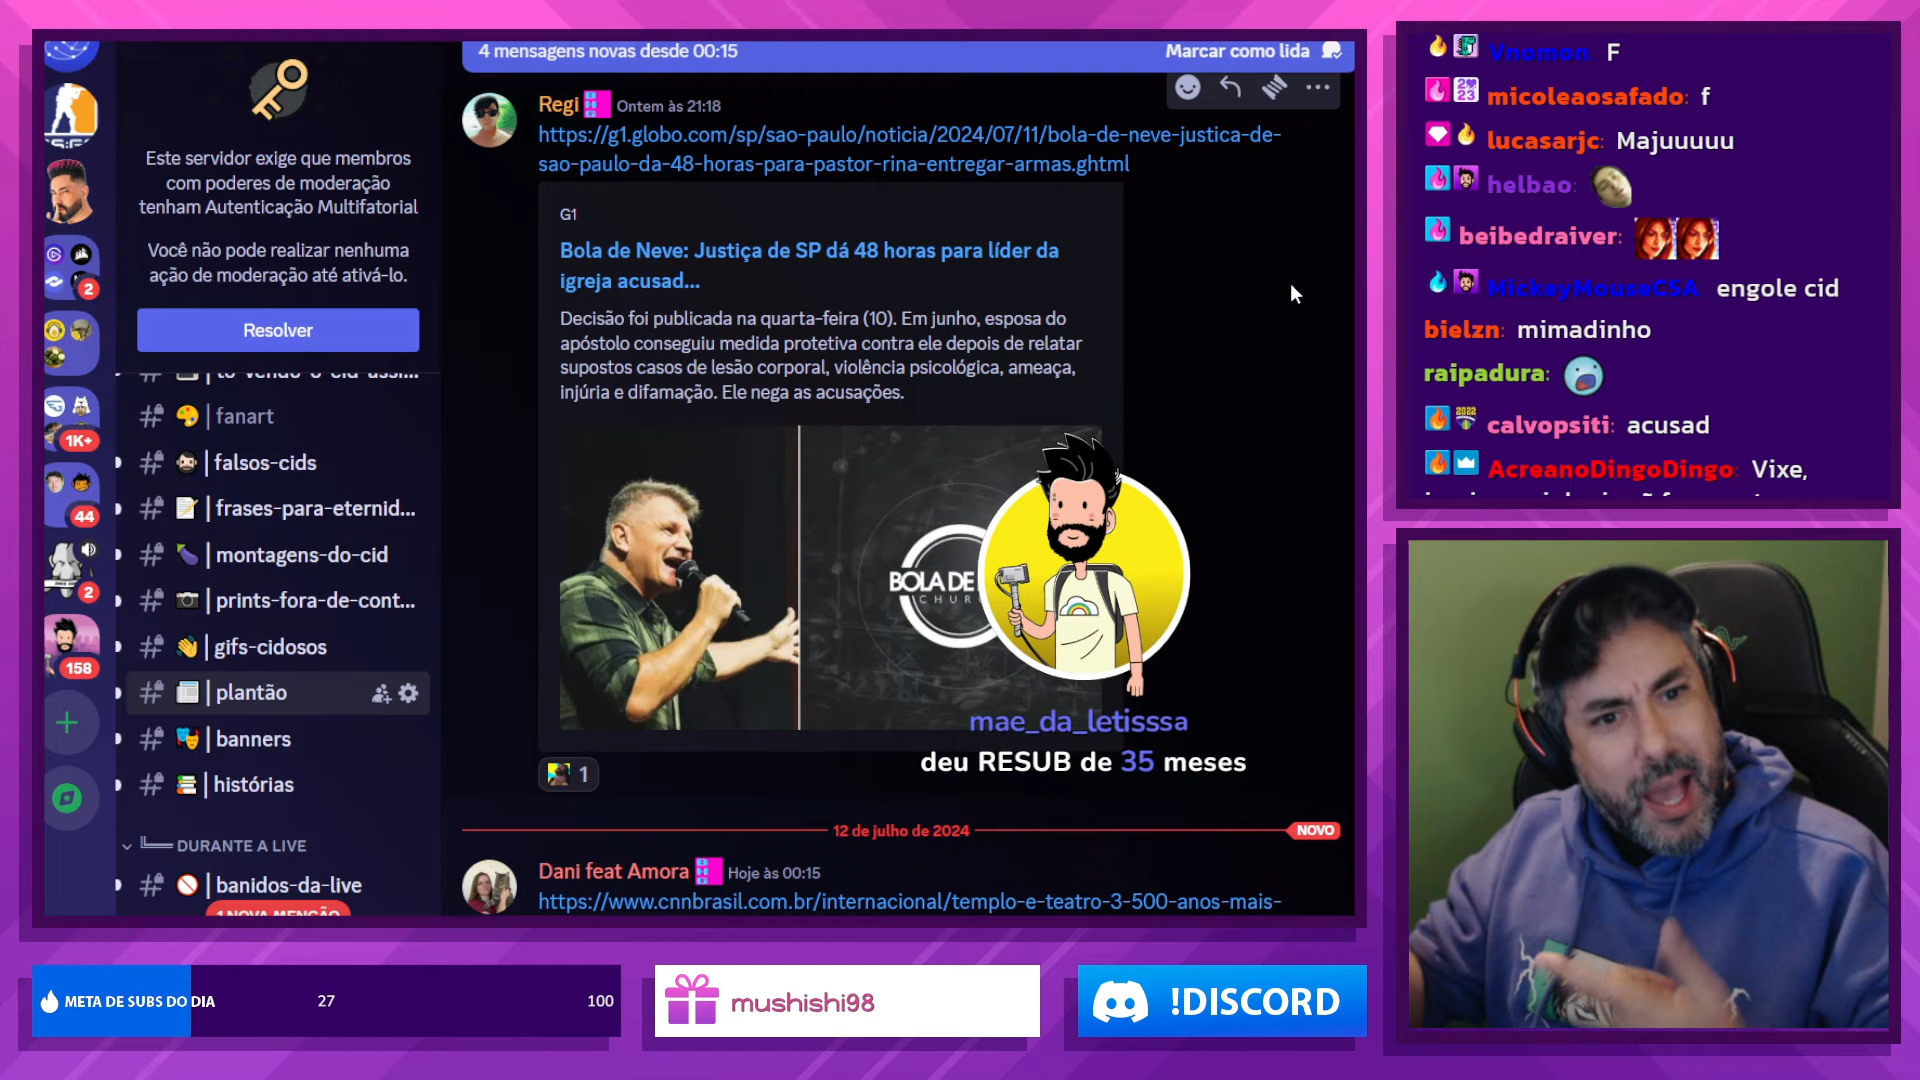 4 mensagens novas desde 00:15
Marcar como lida
Este servidor exige que membros
com poderes de moderação
tenham Autenticação Multifatorial
Você não pode realizar nenhuma
ação de moderação até ativá-lo.
Resolver
2
1K+
44
2
158
fanart
falsos-cids
frases-para-eternid...
montagens-do-cid
prints-fora-de-cont...
gifs-cidosos
plantão
banners
histórias
DURANTE A LIVE
banidos-da-live
1 NOVA MENÇÃO
Regi Ontem às 21:18
https://g1.globo.com/sp/sao-paulo/noticia/2024/07/11/bola-de-neve-justica-de-
sao-paulo-da-48-horas-para-pastor-rina-entregar-armas.ghtml
G1
Bola de Neve: Justiça de SP dá 48 horas para líder da
igreja acusad...
Decisão foi publicada na quarta-feira (10). Em junho, esposa do
apóstolo conseguiu medida protetiva contra ele depois de relatar
supostos casos de lesão corporal, violência psicológica, ameaça,
injúria e difamação. Ele nega as acusações.
BOLA DE
CHUR
mae_da_letisssa
deu RESUB de 35 meses
1
12 de julho de 2024
NOVO
Dani feat Amora Hoje às 00:15
https://www.cnnbrasil.com.br/internacional/templo-e-teatro-3-500-anos-mais-
Vnomon: F
micoleaosafado: f
lucasarjc: Majuuuuu
helbao:
beibedraiver:
MickeyMouseCSA: engole cid
bielzn: mimadinho
raipadura:
calvopsiti: acusad
AcreanoDingoDingo: Vixe,
META DE SUBS DO DIA
27
100
mushishi98
!DISCORD